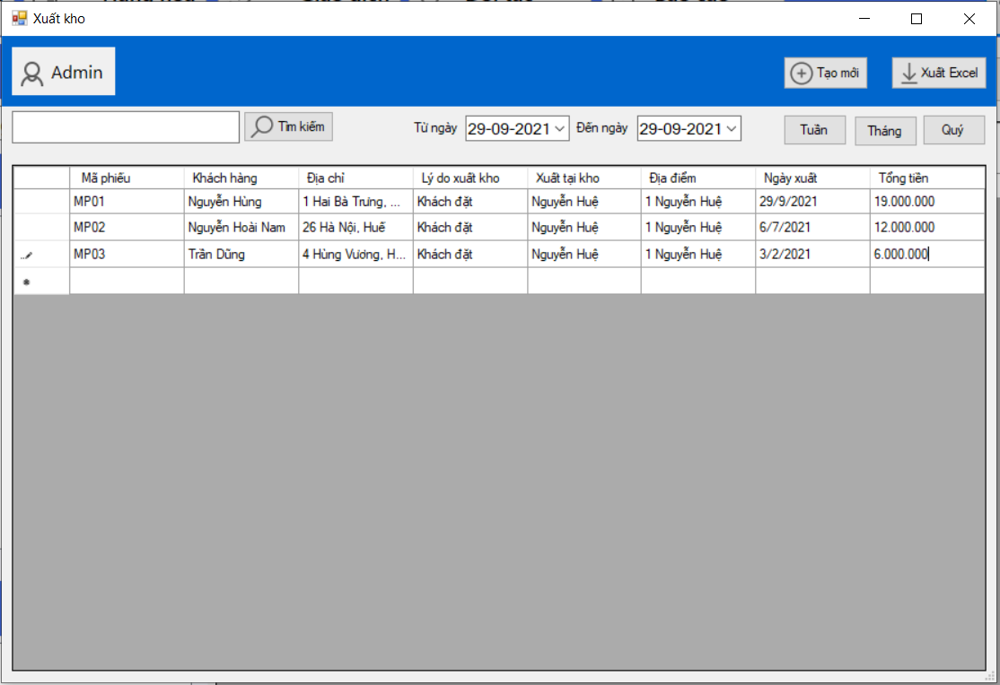 Xuất kho
Admin
Tạo mới
Xuất Excel
Tìm kiếm
Từ ngày 29-09-2021 Đến ngày 29-09-2021
Tuần Tháng Quý
Mã phiếu Khách hàng Địa chỉ Lý do xuất kho Xuất tại kho Địa điểm Ngày xuất Tổng tiền
MP01 Nguyễn Hùng 1 Hai Bà Trưng, ... Khách đặt Nguyễn Huệ 1 Nguyễn Huệ 29/9/2021 19.000.000
MP02 Nguyễn Hoài Nam 26 Hà Nội, Huế Khách đặt Nguyễn Huệ 1 Nguyễn Huệ 6/7/2021 12.000.000
MP03 Trần Dũng 4 Hùng Vương, H... Khách đặt Nguyễn Huệ 1 Nguyễn Huệ 3/2/2021 6.000.000